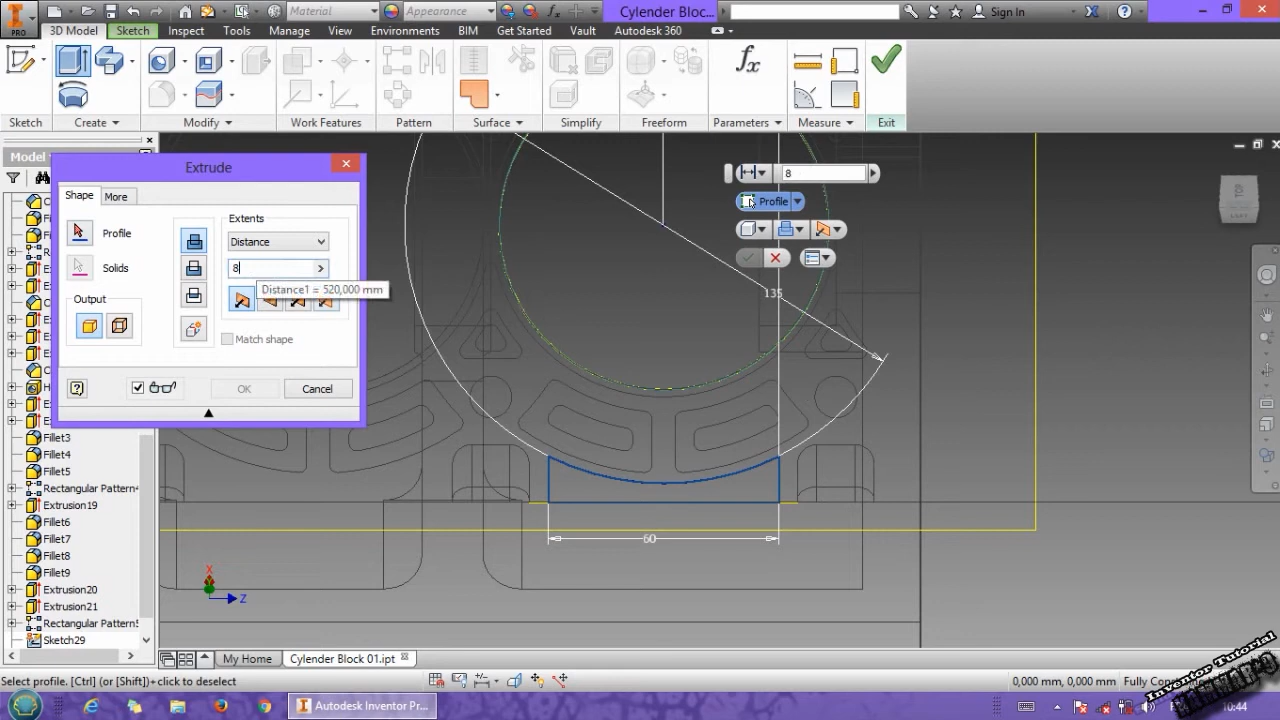 PRO
Material
Appearance
Cylender Bloc...
Sign In
3D Model
Sketch
Inspect
Tools
Manage
View
Environments
BIM
Get Started
Vault
Autodesk 360
fx
Sketch
Create
Modify
Work Features
Pattern
Surface
Simplify
Freeform
Parameters
Measure
Exit
Model
Extrude
Shape
More
Profile
Solids
Output
Extents
Distance
8
Distance1 = 520,000 mm
Match shape
OK
Cancel
8
Profile
135
60
X
Z
Fillet3
Fillet4
Fillet5
Rectangular Pattern4
Extrusion19
Fillet6
Fillet7
Fillet8
Fillet9
Extrusion20
Extrusion21
Rectangular Pattern5
Sketch29
My Home
Cylender Block 01.ipt
Select profile. [Ctrl] (or [Shift])+click to deselect
0,000 mm, 0,000 mm
Fully Co
Inventor Tutorial
Autodesk Inventor Pr...
10:44